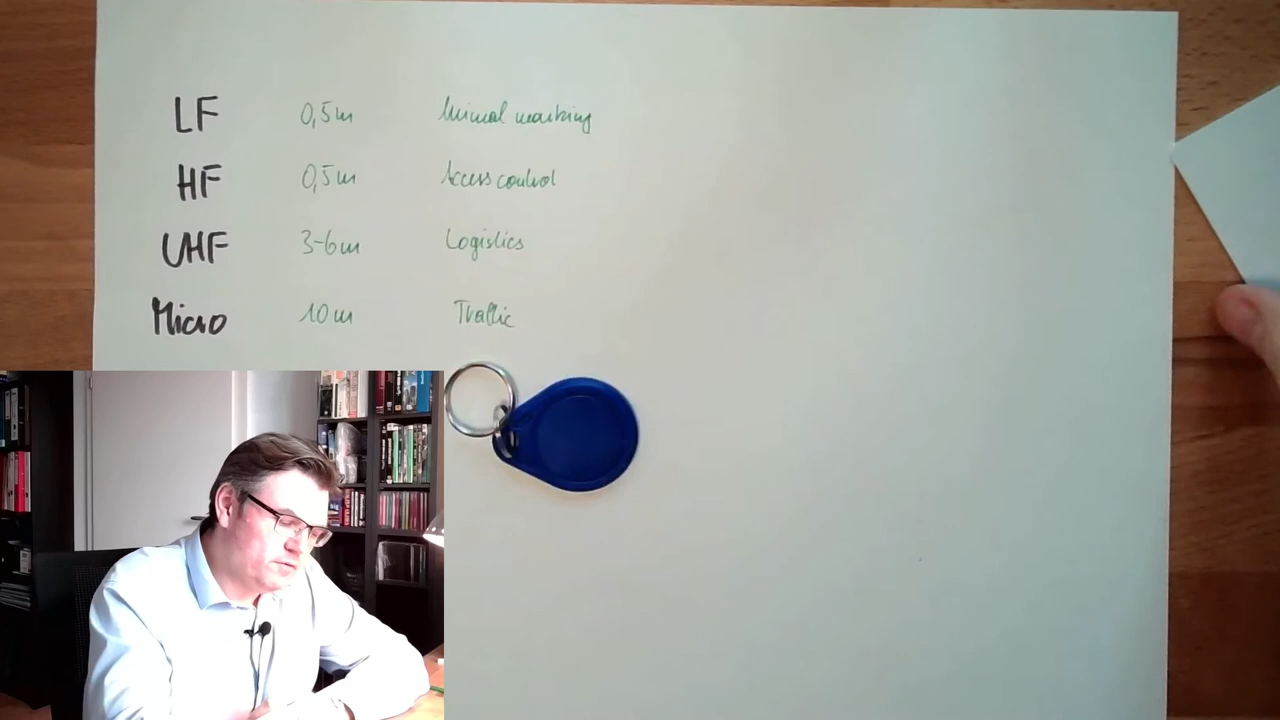 LF 0,5m Animal marking
HF 0,5m Access control
UHF 3-6m Logistics
Micro 10m Traffic